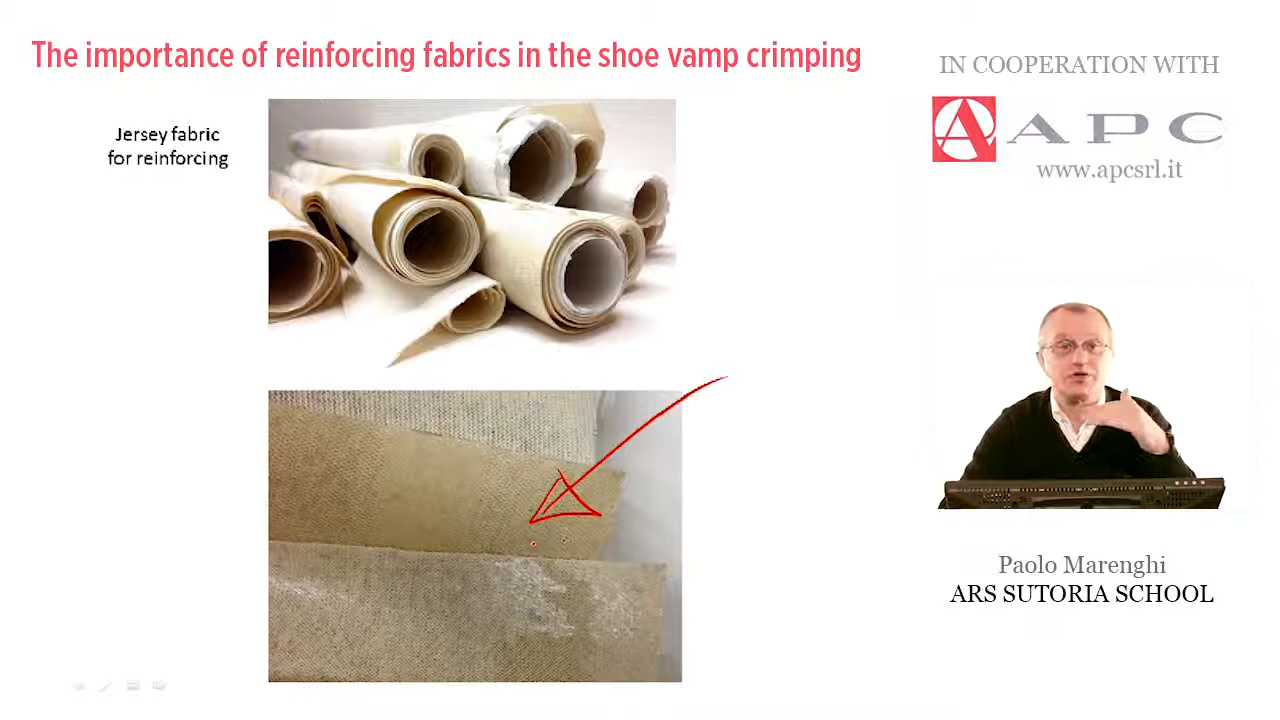 The importance of reinforcing fabrics in the shoe vamp crimping
IN COOPERATION WITH
Jersey fabric
for reinforcing
A APC
www.apcsrl.it
Paolo Marenghi
ARS SUTORIA SCHOOL